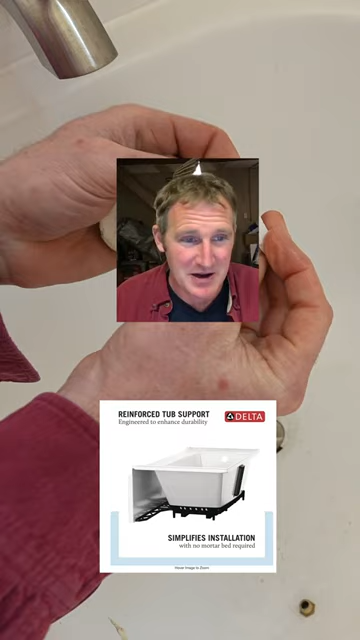 REINFORCED TUB SUPPORT
Engineered to enhance durability
DELTA
SIMPLIFIES INSTALLATION
with no mortar bed required
Hover Image to Zoom